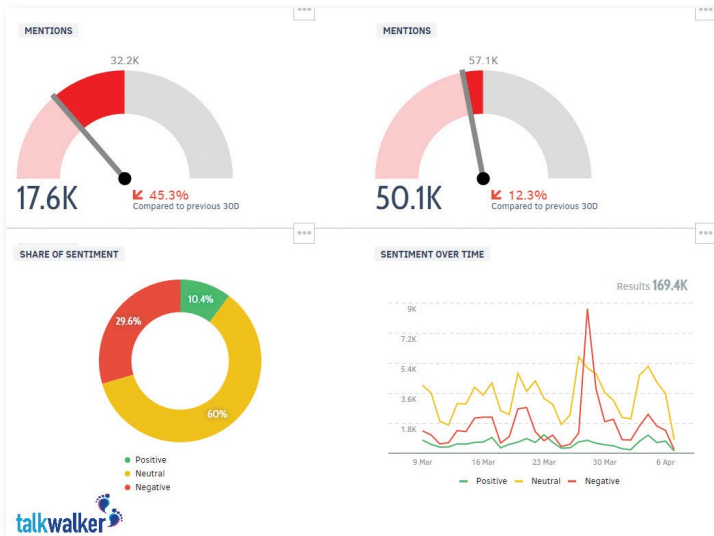 MENTIONS
32.2K
17.6K
45.3%
Compared to previous 30D
MENTIONS
57.1K
50.1K
12.3%
Compared to previous 30D
SHARE OF SENTIMENT
10.4%
29.6%
60%
Positive
Neutral
Negative
SENTIMENT OVER TIME
Results 169.4K
9K
7.2K
5.4K
3.6K
1.8K
9 Mar 16 Mar 23 Mar 30 Mar 6 Apr
Positive Neutral Negative
talkwalker